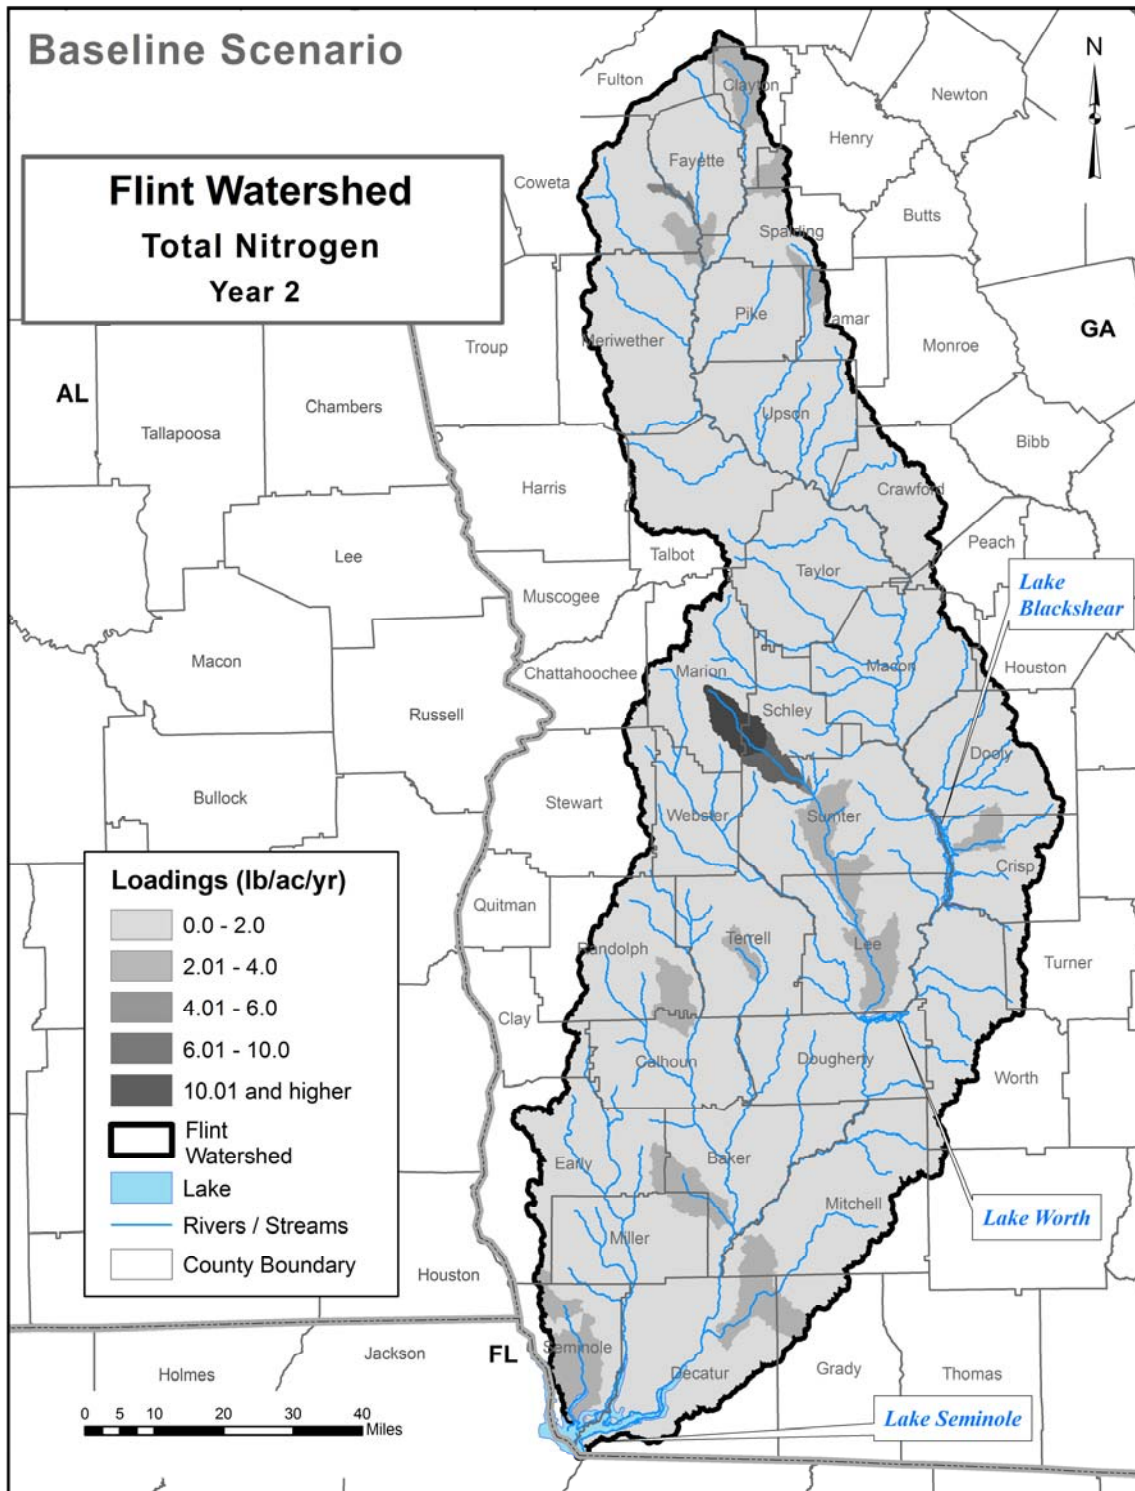 Baseline Scenario
Flint Watershed
Total Nitrogen
Year 2
N
Fulton
Clayton
Newton
Henry
Fayette
Coweta
Butts
Spalding
Troup
Meriwether
Pike
Lamar
Monroe
GA
AL
Chambers
Tallapoosa
Upson
Bibb
Harris
Crawford
Lee
Talbot
Peach
Taylor
Lake
Blackshear
Muscogee
Macon
Chattahoochee
Marion
Macon
Houston
Russell
Schley
Dooly
Bullock
Stewart
Webster
Sumter
Crisp
Loadings (lb/ac/yr)
0.0 - 2.0
2.01 - 4.0
4.01 - 6.0
6.01 - 10.0
10.01 and higher
Flint
Watershed
Lake
Rivers / Streams
County Boundary
Quitman
Randolph
Terrell
Lee
Turner
Clay
Calhoun
Dougherty
Worth
Early
Baker
Mitchell
Lake Worth
Miller
Houston
Seminole
FL
Jackson
Holmes
Decatur
Grady
Thomas
Lake Seminole
0 5 10 20 30 40
Miles